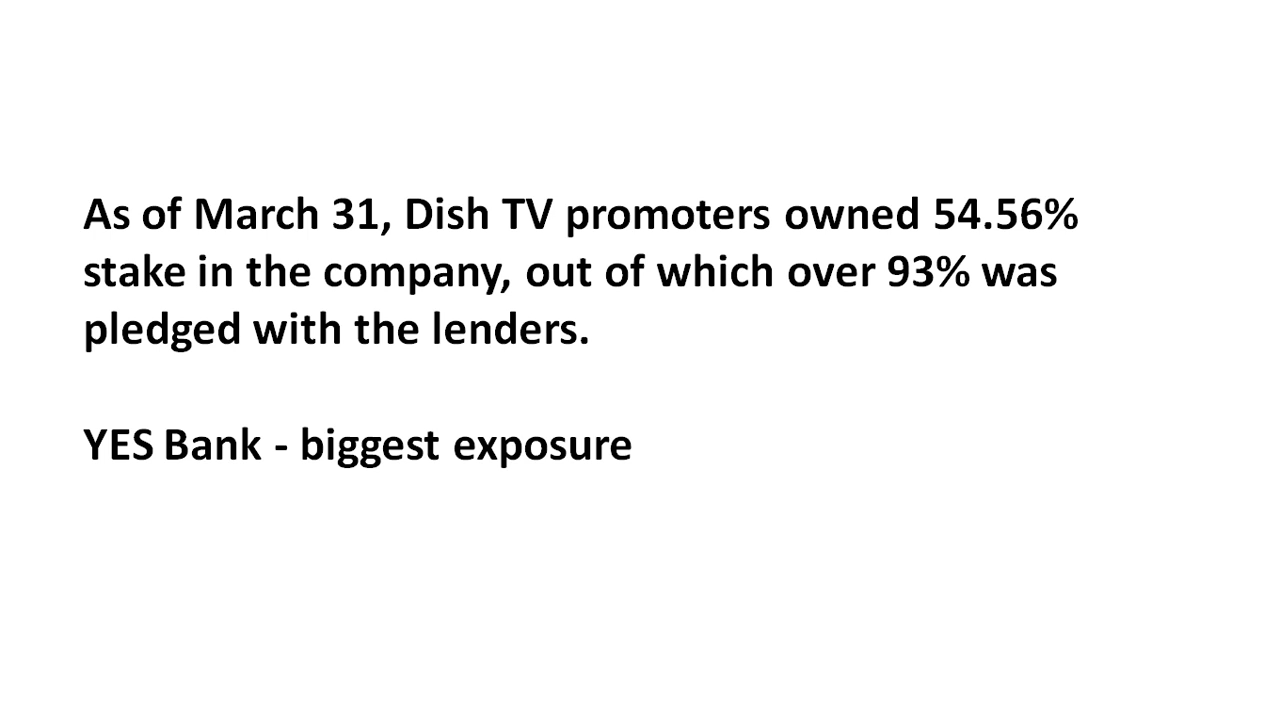 As of March 31, Dish TV promoters owned 54.56%
stake in the company, out of which over 93% was
pledged with the lenders.
YES Bank - biggest exposure